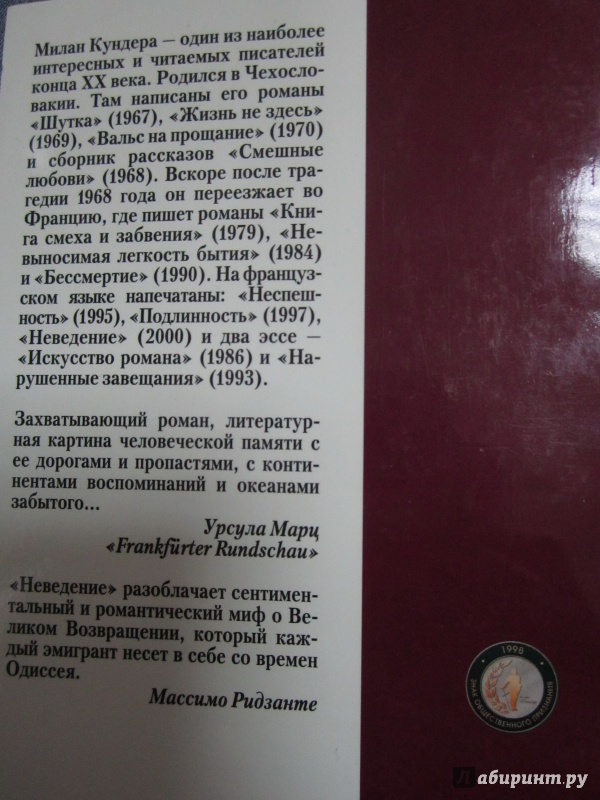 Милан Кундера – один из наиболее
интересных и читаемых писателей
конца XX века. Родился в Чехосло-
вакии. Там написаны его романы
«Шутка» (1967), «Жизнь не здесь»
(1969), «Вальс на прощание» (1970)
и сборник рассказов «Смешные
любови» (1968). Вскоре после тра-
гедии 1968 года он переезжает во
Францию, где пишет романы «Кни-
га смеха и забвения» (1979), «Не-
выносимая легкость бытия» (1984)
и «Бессмертие» (1990). На француз-
ском языке напечатаны: «Неспеш-
ность» (1995), «Подлинность» (1997),
«Неведение» (2000) и два эссе –
«Искусство романа» (1986) и «На-
рушенные завещания» (1993).
Захватывающий роман, литератур-
ная картина человеческой памяти с
ее дорогами и пропастями, с конти-
нентами воспоминаний и океанами
забытого...
Урсула Марц
«Frankfürter Rundschau»
«Неведение» разоблачает сентимен-
тальный и романтический миф о Ве-
ликом Возвращении, который каж-
дый эмигрант несет в себе со времен
Одиссея.
Массимо Ридзанте
1998
ЗНАК ОБЩЕСТВЕННОГО ПРИЗНАНИЯ
абиринт.ру